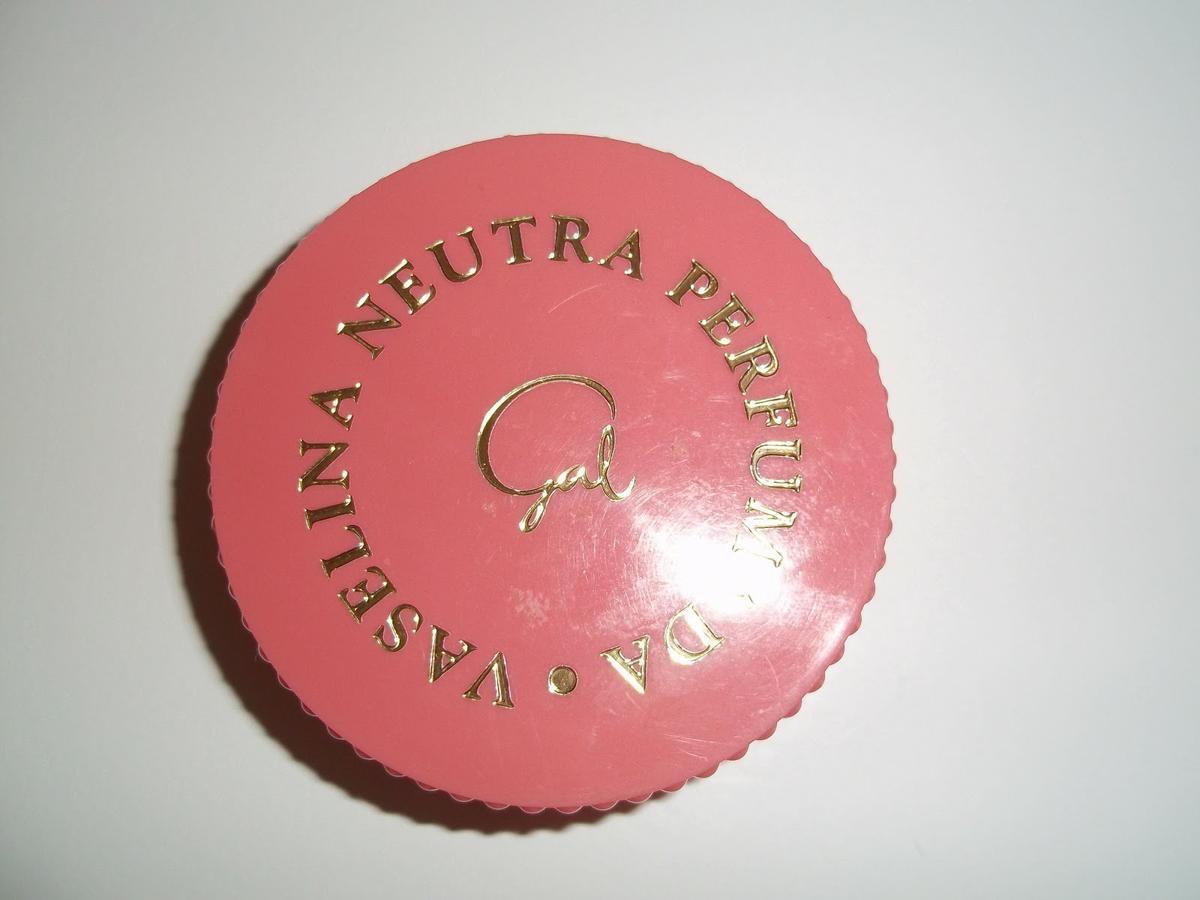 VASELINA NEUTRA PERFUMADA •
Gal